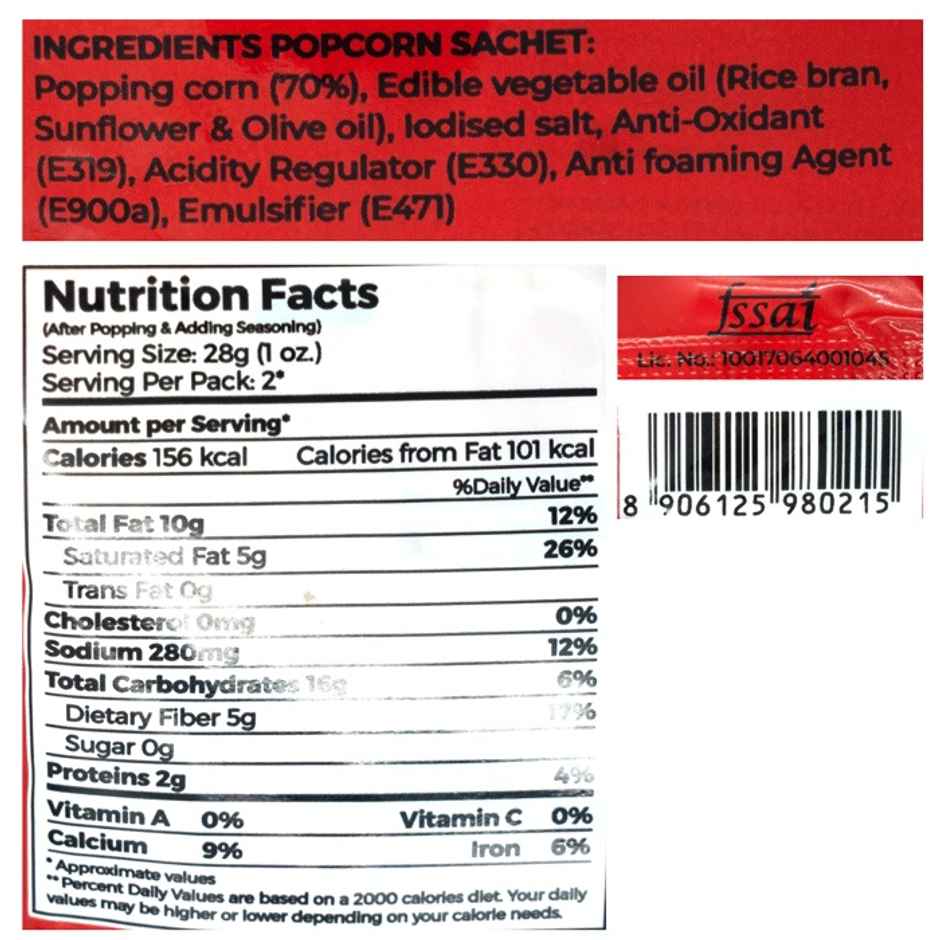 INGREDIENTS POPCORN SACHET:
Popping corn (70%), Edible vegetable oil (Rice bran,
Sunflower & Olive oil), Iodised salt, Anti-Oxidant
(E319), Acidity Regulator (E330), Anti foaming Agent
(E900a), Emulsifier (E471)
Nutrition Facts
(After Popping & Adding Seasoning)
Serving Size: 28g (1 oz.)
Serving Per Pack: 2*
Amount per Serving*
Calories 156 kcal Calories from Fat 101 kcal
%Daily Value**
Total Fat 10g 12%
Saturated Fat 5g 26%
Trans Fat 0g
Cholesterol 0mg 0%
Sodium 280mg 12%
Total Carbohydrates 16g 6%
Dietary Fiber 5g 17%
Sugar 0g
Proteins 2g 4%
Vitamin A 0% Vitamin C 0%
Calcium 9% Iron 6%
*Approximate values
**Percent Daily Values are based on a 2000 calories diet. Your daily
values may be higher or lower depending on your calorie needs.
fssai
Lic. No.: 10017064001045
8 906125 980215